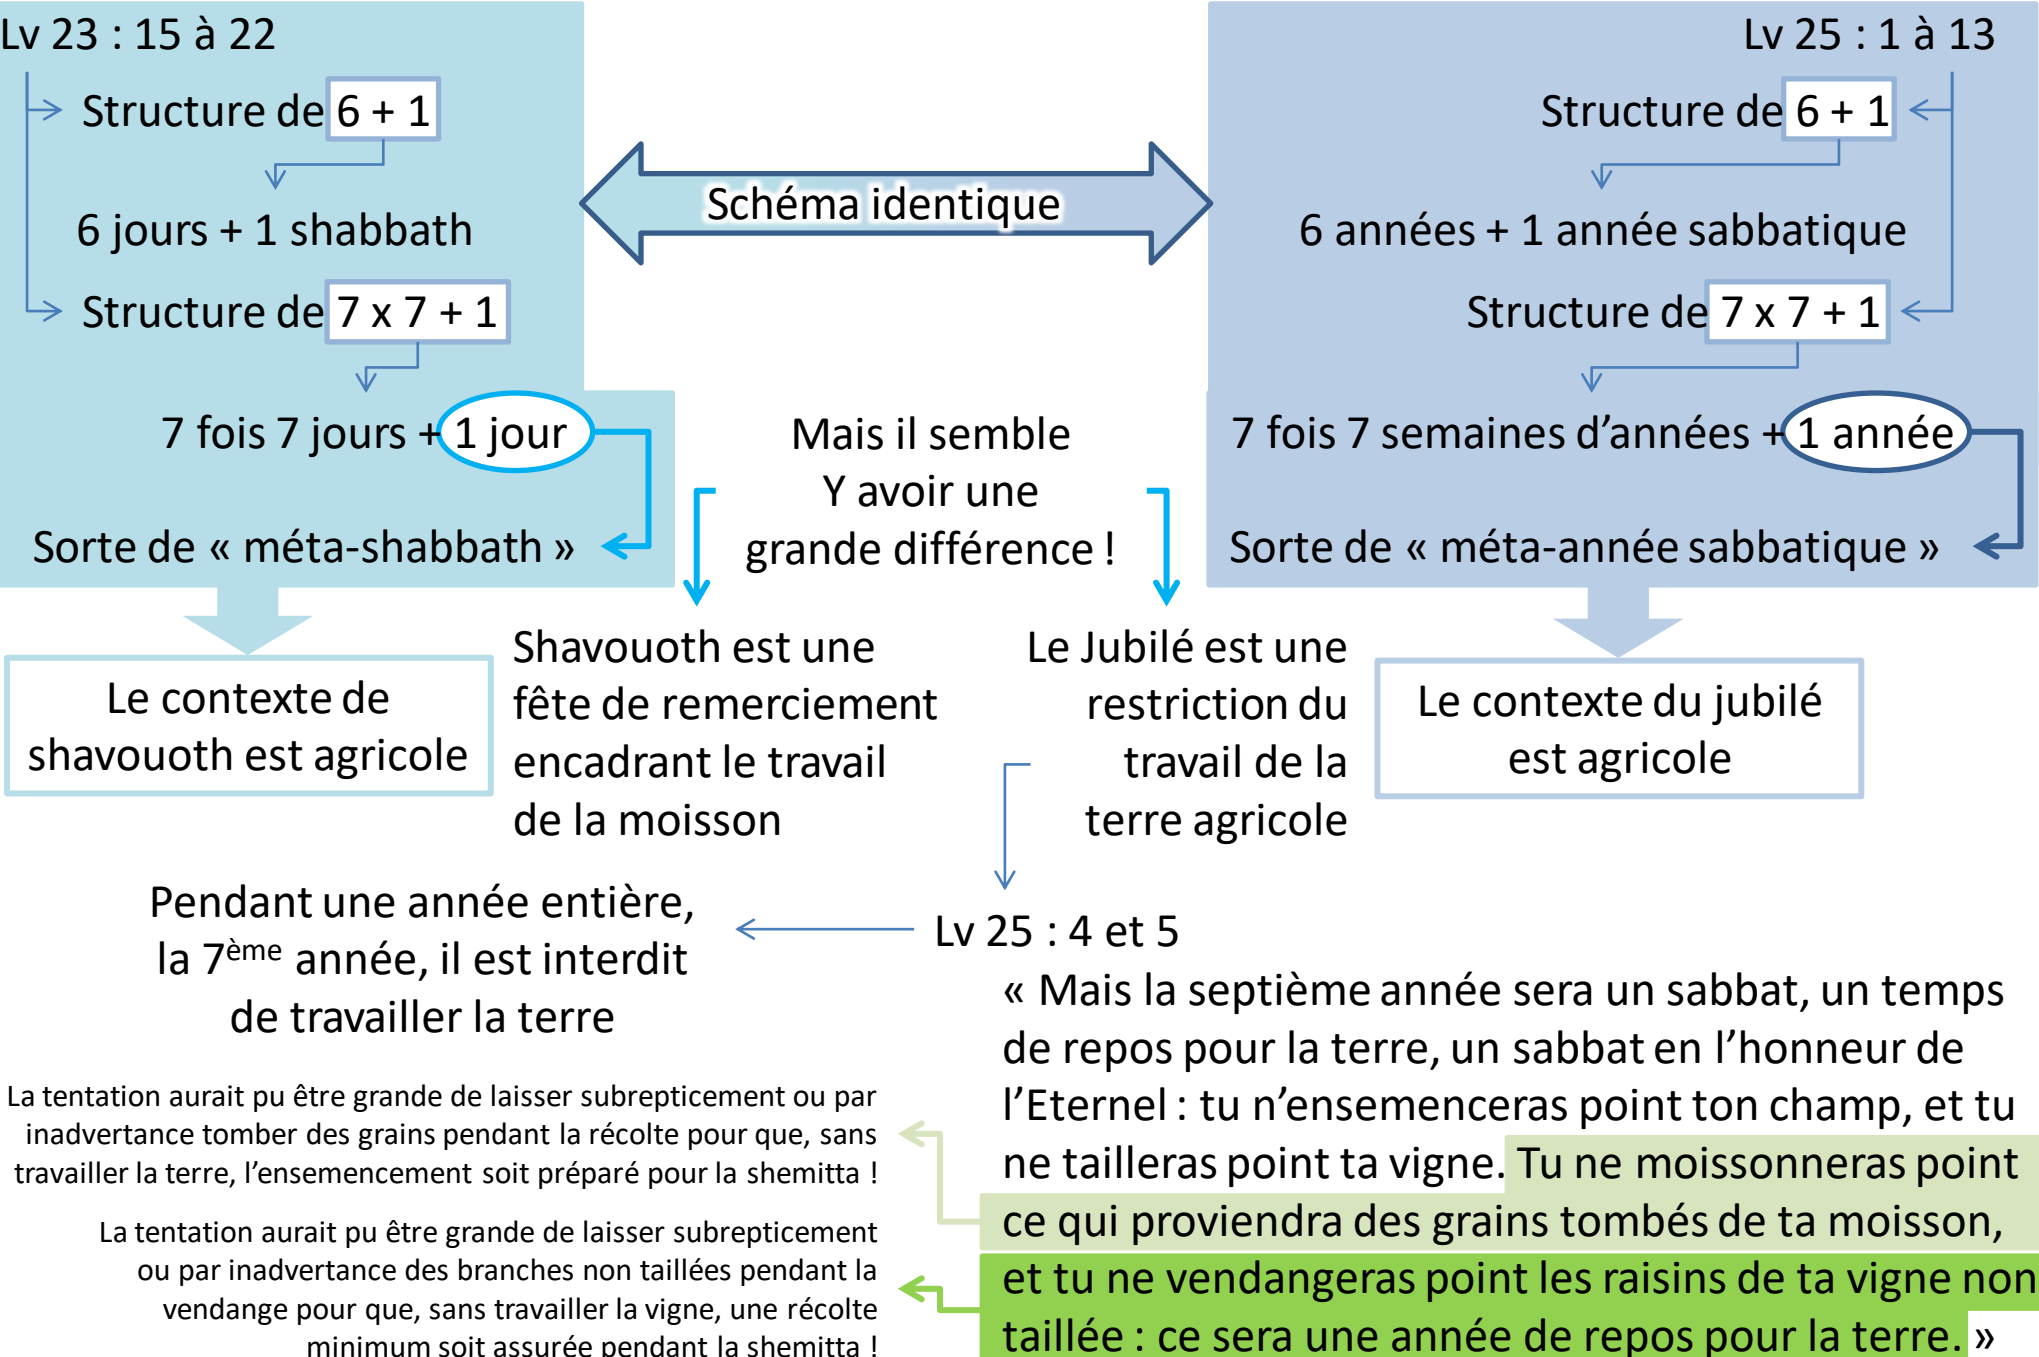 Lv 23 : 15 à 22
Structure de 6 + 1
6 jours + 1 shabbath
Structure de 7 x 7 + 1
7 fois 7 jours + 1 jour
Sorte de « méta-shabbath »
Le contexte de
shavouoth est agricole
Schéma identique
Lv 25 : 1 à 13
Structure de 6 + 1
6 années + 1 année sabbatique
Structure de 7 x 7 + 1
7 fois 7 semaines d’années + 1 année
Sorte de « méta-année sabbatique »
Le contexte du jubilé
est agricole
Mais il semble
Y avoir une
grande différence !
Shavouoth est une
fête de remerciement
encadrant le travail
de la moisson
Le Jubilé est une
restriction du
travail de la
terre agricole
Lv 25 : 4 et 5
Pendant une année entière,
la 7ème année, il est interdit
de travailler la terre
« Mais la septième année sera un sabbat, un temps
de repos pour la terre, un sabbat en l’honneur de
l’Eternel : tu n’ensemenceras point ton champ, et tu
ne tailleras point ta vigne. Tu ne moissonneras point
ce qui proviendra des grains tombés de ta moisson,
et tu ne vendangeras point les raisins de ta vigne non
taillée : ce sera une année de repos pour la terre. »
La tentation aurait pu être grande de laisser subrepticement ou par
inadvertance tomber des grains pendant la récolte pour que, sans
travailler la terre, l’ensemencement soit préparé pour la shemitta !
La tentation aurait pu être grande de laisser subrepticement
ou par inadvertance des branches non taillées pendant la
vendange pour que, sans travailler la vigne, une récolte
minimum soit assurée pendant la shemitta !